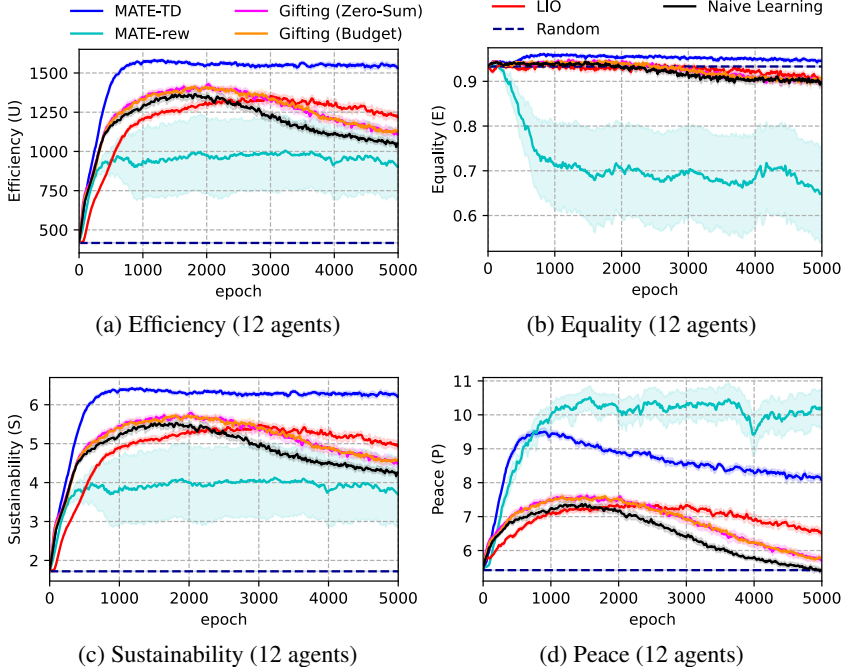 MATE-TD
MATE-rew
Gifting (Zero-Sum)
Gifting (Budget)
LIO
Random
Naive Learning
1500
1250
1000
750
500
Efficiency (U)
0 1000 2000 3000 4000 5000
epoch
(a) Efficiency (12 agents)
0.9
0.8
0.7
0.6
Equality (E)
0 1000 2000 3000 4000 5000
epoch
(b) Equality (12 agents)
6
5
4
3
2
Sustainability (S)
0 1000 2000 3000 4000 5000
epoch
(c) Sustainability (12 agents)
11
10
9
8
7
6
Peace (P)
0 1000 2000 3000 4000 5000
epoch
(d) Peace (12 agents)